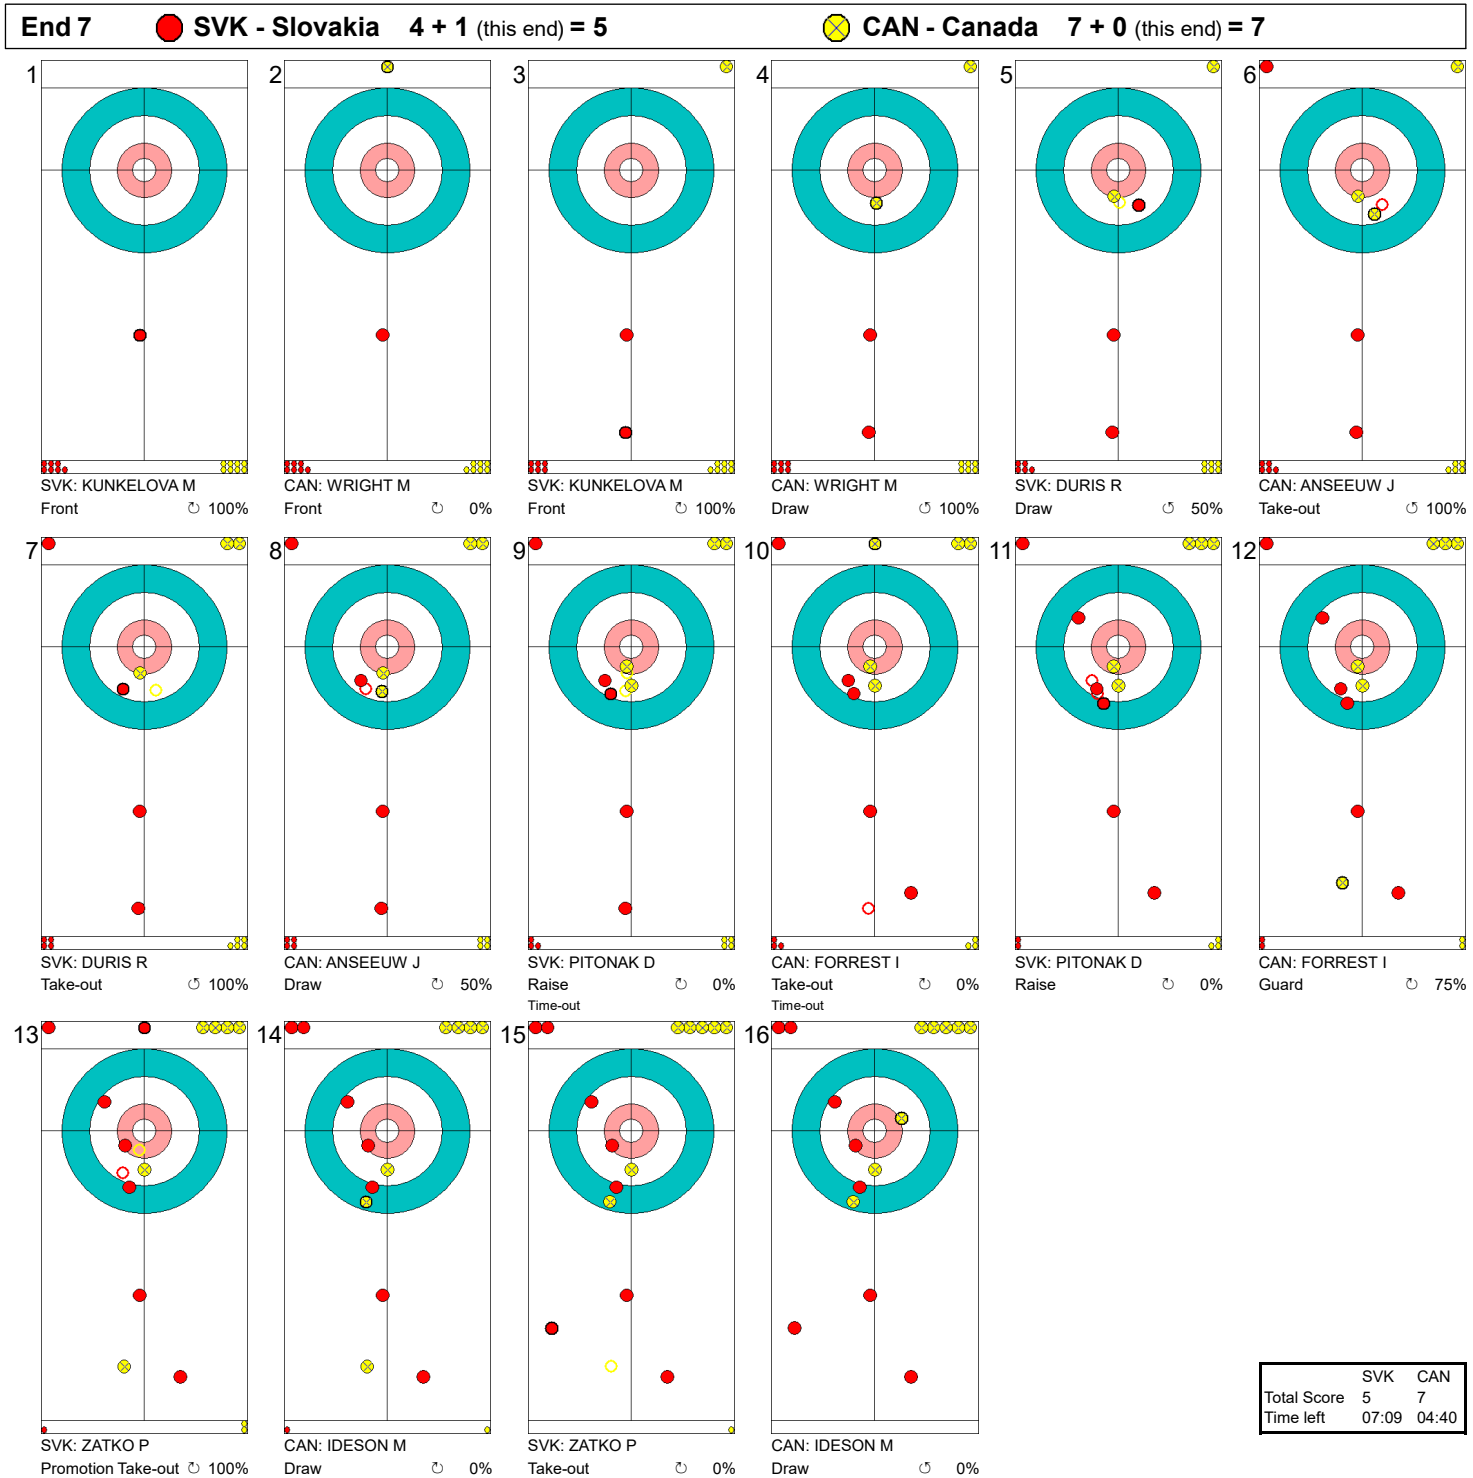 End 7 SVK - Slovakia 4 + 1 (this end) = 5 CAN - Canada 7 + 0 (this end) = 7
1 2 3 4 5 6
SVK: KUNKELOVA M CAN: WRIGHT M SVK: KUNKELOVA M CAN: WRIGHT M SVK: DURIS R CAN: ANSEEUW J
Front ↻ 100% Front ↻ 0% Front ↻ 100% Draw ↻ 100% Draw ↺ 50% Take-out ↺ 100%
7 8 9 10 11 12
SVK: DURIS R CAN: ANSEEUW J SVK: PITONAK D CAN: FORREST I SVK: PITONAK D CAN: FORREST I
Take-out ↺ 100% Draw ↻ 50% Raise ↻ 0% Take-out ↻ 0% Raise ↻ 0% Guard ↻ 75%
Time-out Time-out
13 14 15 16
SVK: ZATKO P CAN: IDESON M SVK: ZATKO P CAN: IDESON M
Promotion Take-out ↻ 100% Draw ↻ 0% Take-out ↻ 0% Draw ↺ 0%
SVK CAN
Total Score 5 7
Time left 07:09 04:40